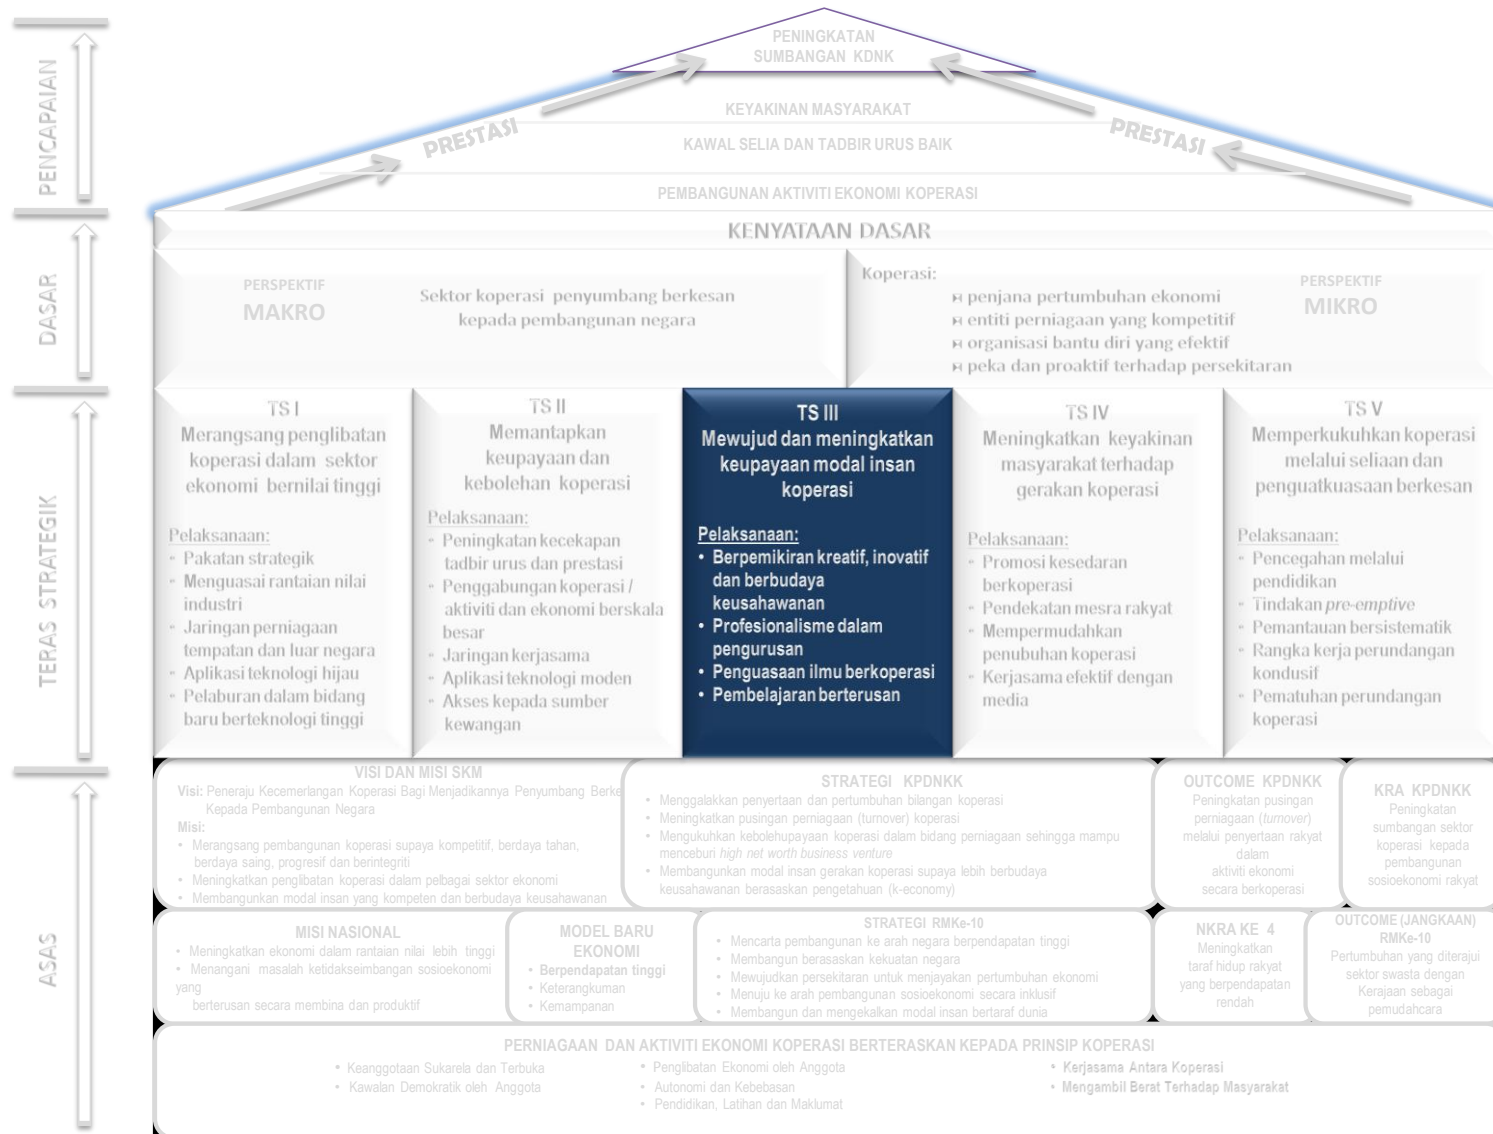 PENINGKATAN
SUMBANGAN KDNK
KEYAKINAN MASYARAKAT
KAWAL SELIA DAN TADBIR URUS BAIK
PEMBANGUNAN AKTIVITI EKONOMI KOPERASI
PRESTASI
PRESTASI
PENCAPAIAN
KENYATAAN DASAR
DASAR
PERSPEKTIF
MAKRO
Sektor koperasi penyumbang berkesan
kepada pembangunan negara
Koperasi:
penjana pertumbuhan ekonomi
entiti perniagaan yang kompetitif
organisasi bantu diri yang efektif
peka dan proaktif terhadap persekitaran
PERSPEKTIF
MIKRO
TERAS STRATEGIK
TS I
Merangsang penglibatan
koperasi dalam sektor
ekonomi bernilai tinggi
Pelaksanaan:
- Pakatan strategik
- Menguasai rantaian nilai
industri
- Jaringan perniagaan
tempatan dan luar negara
- Aplikasi teknologi hijau
- Pelaburan dalam bidang
baru berteknologi tinggi
TS II
Memantapkan
keupayaan dan
kebolehan koperasi
Pelaksanaan:
- Peningkatan kecekapan
tadbir urus dan prestasi
- Penggabungan koperasi /
aktiviti dan ekonomi berskala
besar
- Jaringan kerjasama
- Aplikasi teknologi moden
- Akses kepada sumber
kewangan
TS III
Mewujud dan meningkatkan
keupayaan modal insan
koperasi
Pelaksanaan:
• Berpemikiran kreatif, inovatif
dan berbudaya
keusahawanan
• Profesionalisme dalam
pengurusan
• Penguasaan ilmu berkoperasi
• Pembelajaran berterusan
TS IV
Meningkatkan keyakinan
masyarakat terhadap
gerakan koperasi
Pelaksanaan:
- Promosi kesedaran
berkoperasi
- Pendekatan mesra rakyat
- Mempermudahkan
penubuhan koperasi
- Kerjasama efektif dengan
media
TS V
Memperkukuhkan koperasi
melalui seliaan dan
penguatkuasaan berkesan
Pelaksanaan:
- Pencegahan melalui
pendidikan
- Tindakan pre-emptive
- Pemantauan bersistematik
- Rangka kerja perundangan
kondusif
- Pematuhan perundangan
koperasi
ASAS
VISI DAN MISI SKM
Visi: Peneraju Kecemerlangan Koperasi Bagi Menjadikannya Penyumbang Berke
Kepada Pembangunan Negara
Misi:
• Merangsang pembangunan koperasi supaya kompetitif, berdaya tahan,
berdaya saing, progresif dan berintegriti
• Meningkatkan penglibatan koperasi dalam pelbagai sektor ekonomi
• Membangunkan modal insan yang kompeten dan berbudaya keusahawanan
STRATEGI KPDNKK
• Menggalakkan penyertaan dan pertumbuhan bilangan koperasi
• Meningkatkan pusingan perniagaan (turnover) koperasi
• Mengukuhkan kebolehupayaan koperasi dalam bidang perniagaan sehingga mampu
menceburi high net worth business venture
• Membangunkan modal insan gerakan koperasi supaya lebih berbudaya
keusahawanan berasaskan pengetahuan (k-economy)
OUTCOME KPDNKK
Peningkatan pusingan
perniagaan (turnover)
melalui penyertaan rakyat
dalam
aktiviti ekonomi
secara berkoperasi
KRA KPDNKK
Peningkatan
sumbangan sektor
koperasi kepada
pembangunan
sosioekonomi rakyat
MISI NASIONAL
• Meningkatkan ekonomi dalam rantaian nilai lebih tinggi
• Menangani masalah ketidakseimbangan sosioekonomi
yang
berterusan secara membina dan produktif
MODEL BARU
EKONOMI
• Berpendapatan tinggi
• Keterangkuman
• Kemampanan
STRATEGI RMKe-10
• Mencarta pembangunan ke arah negara berpendapatan tinggi
• Membangun berasaskan kekuatan negara
• Mewujudkan persekitaran untuk menjayakan pertumbuhan ekonomi
• Menuju ke arah pembangunan sosioekonomi secara inklusif
• Membangun dan mengekalkan modal insan bertaraf dunia
NKRA KE 4
Meningkatkan
taraf hidup rakyat
yang berpendapatan
rendah
OUTCOME (JANGKAAN)
RMKe-10
Pertumbuhan yang diterajui
sektor swasta dengan
Kerajaan sebagai
pemudahcara
PERNIAGAAN DAN AKTIVITI EKONOMI KOPERASI BERTERASKAN KEPADA PRINSIP KOPERASI
• Keanggotaan Sukarela dan Terbuka
• Kawalan Demokratik oleh Anggota
• Penglibatan Ekonomi oleh Anggota
• Autonomi dan Kebebasan
• Pendidikan, Latihan dan Maklumat
• Kerjasama Antara Koperasi
• Mengambil Berat Terhadap Masyarakat